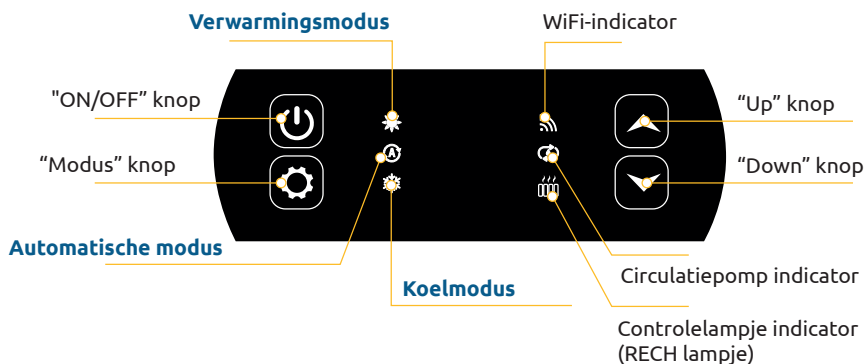 Verwarmingsmodus
WiFi-indicator
"ON/OFF” knop
“Up” knop
“Modus” knop
A
“Down” knop
Automatische modus
Koelmodus
Circulatiepomp indicator
Controlelampje indicator
(RECH lampje)